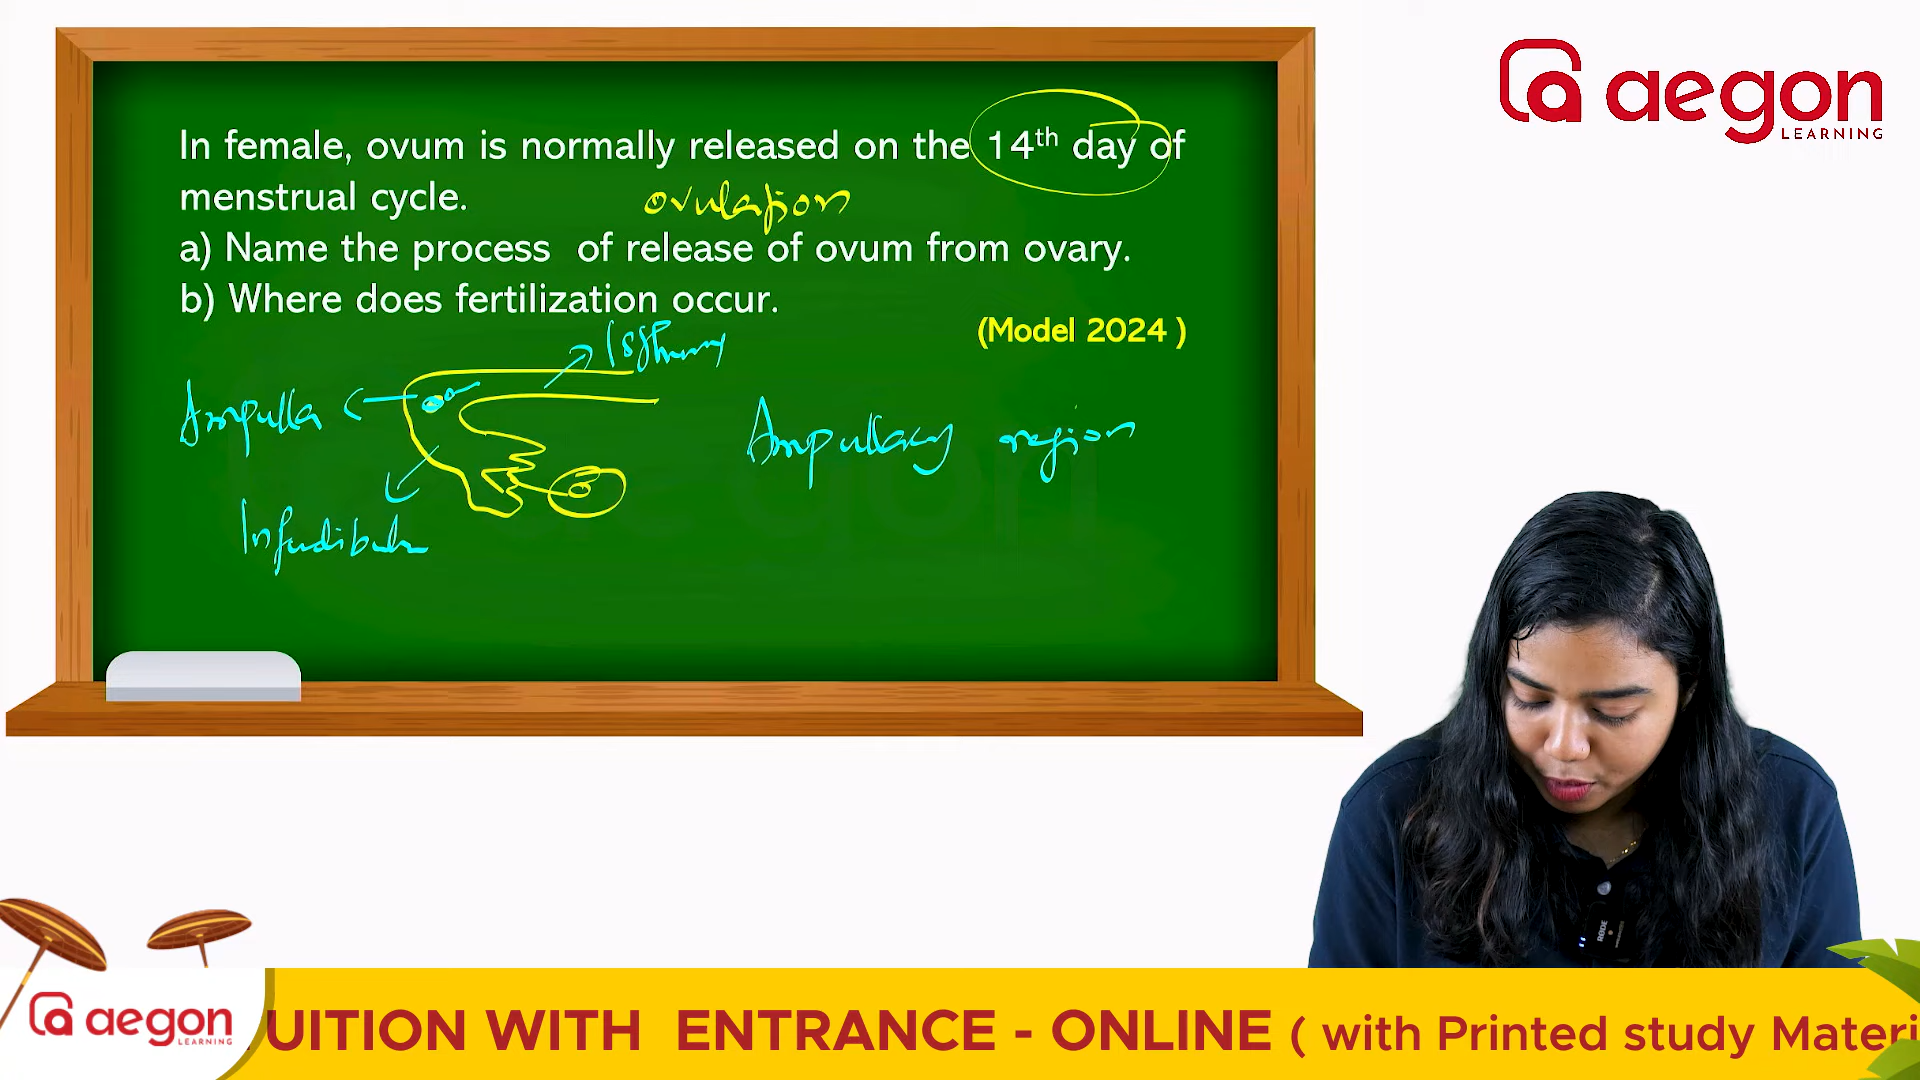 aegon
LEARNING
In female, ovum is normally released on the 14th day of
menstrual cycle.
ovulation
a) Name the process of release of ovum from ovary.
b) Where does fertilization occur.
(Model 2024 )
Ampulla
Ampullary region
aegon
LEARNING
UITION WITH ENTRANCE - ONLINE ( with Printed study Materi
RØDE